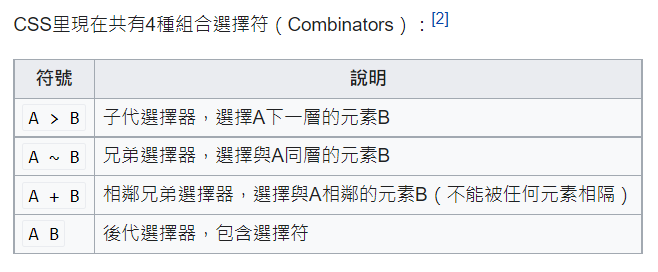 CSS里現在共有4種組合選擇符（Combinators）：[2]
符號 說明
A > B 子代選擇器，選擇A下一層的元素B
A ~ B 兄弟選擇器，選擇與A同層的元素B
A + B 相鄰兄弟選擇器，選擇與A相鄰的元素B（不能被任何元素相隔）
A B 後代選擇器，包含選擇符